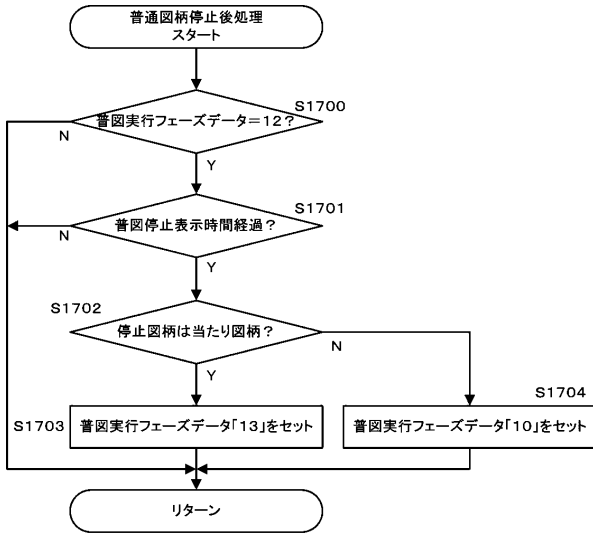 普通図柄停止後処理
スタート
S1700
普図実行フェーズデータ=12?
N
Y
S1701
普図停止表示時間経過?
N
Y
S1702
停止図柄は当たり図柄?
N
Y
S1703
普図実行フェーズデータ「13」をセット
S1704
普図実行フェーズデータ「10」をセット
リターン